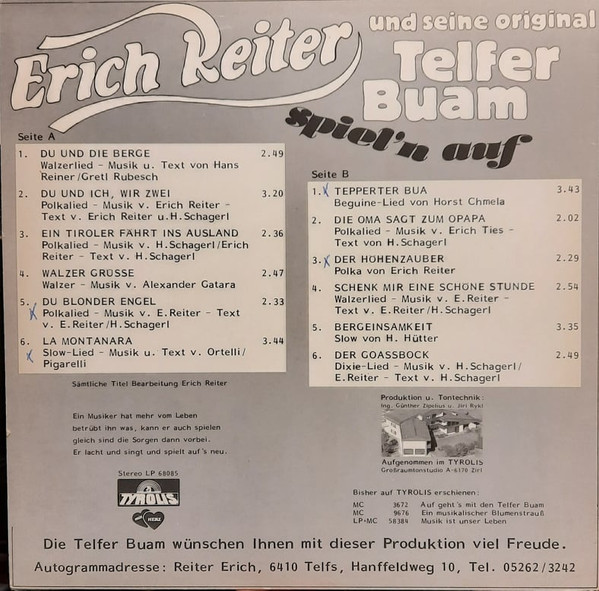 Erich Reiter
und seine original
Telfer
Buam
spiel'n auf
Seite A
1. DU UND DIE BERGE 2.49
Walzerlied - Musik u. Text von Hans
Reiner/Gretl Rubesch
2. DU UND ICH, WIR ZWEI 3.20
Polkalied - Musik v. Erich Reiter -
Text v. Erich Reiter u.H.Schagerl
3. EIN TIROLER FÄHRT INS AUSLAND 2.36
Polkalied - Musik v. H.Schagerl/Erich
Reiter - Text v. H.Schagerl
4. WALZER GRÜSSE 2.47
Walzer - Musik v. Alexander Gatara
5. DU BLONDER ENGEL 2.33
Polkalied - Musik v. E.Reiter - Text
v. E.Reiter/H.Schagerl
6. LA MONTANARA 3.44
Slow-Lied - Musik u. Text v. Ortelli/
Pigarelli
Sämtliche Titel Bearbeitung Erich Reiter
Ein Musiker hat mehr vom Leben
betrübt ihn was, kann er auch spielen
gleich sind die Sorgen dann vorbei.
Er lacht und singt und spielt auf's neu.
Stereo LP 68085
TYROLIS
HERZ
Seite B
1. TEPPERTER BUA 3.43
Beguine-Lied von Horst Chmela
2. DIE OMA SAGT ZUM OPAPA 2.02
Polkalied - Musik v. Erich Ties -
Text von H.Schagerl
3. DER HÖHENZAUBER 2.29
Polka von Erich Reiter
4. SCHENK MIR EINE SCHÖNE STUNDE 2.54
Walzerlied - Musik v. E.Reiter -
Text v. E.Reiter/H.Schagerl
5. BERGEINSAMKEIT 3.35
Slow von H. Hütter
6. DER GOASSBOCK 2.49
Dixie-Lied - Musik v. H.Schagerl/
E.Reiter - Text v. H.Schagerl
Produktion u. Tontechnik:
Ing. Günther Zipelius u. Jiri Rykl
Aufgenommen im TYROLIS
Großraumtonstudio A-6170 Zirl
Bisher auf TYROLIS erschienen:
MC 3672 Auf geht's mit den Telfer Buam
MC 9676 Ein musikalischer Blumenstrauß
LP+MC 58384 Musik ist unser Leben
Die Telfer Buam wünschen Ihnen mit dieser Produktion viel Freude.
Autogrammadresse: Reiter Erich, 6410 Telfs, Hanffeldweg 10, Tel. 05262/3242